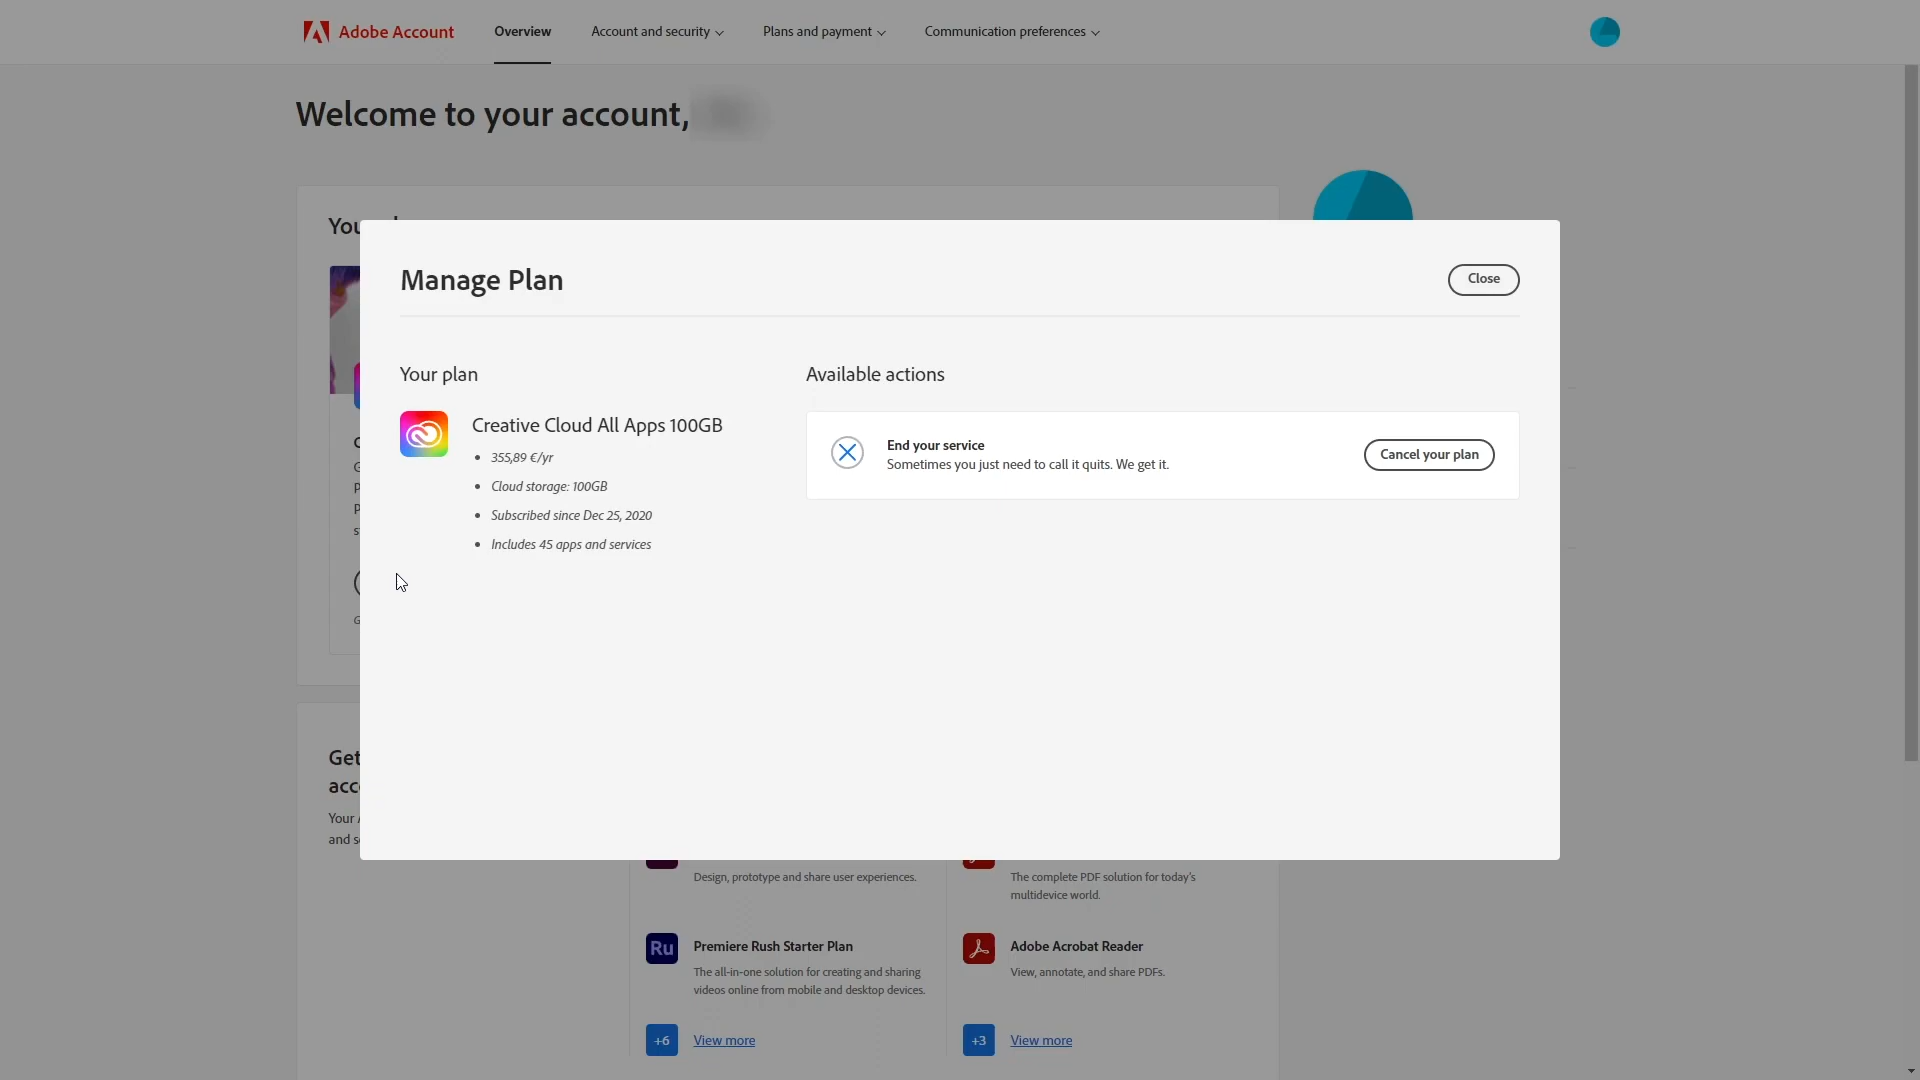 Adobe Account
Overview
Account and security
Plans and payment
Communication preferences
Welcome to your account,
Manage Plan
Close
Your plan
Creative Cloud All Apps 100GB
355,89 €/yr
Cloud storage: 100GB
Subscribed since Dec 25, 2020
Includes 45 apps and services
Available actions
End your service
Sometimes you just need to call it quits. We get it.
Cancel your plan
Get
Your
and
Design, prototype and share user experiences.
The complete PDF solution for today's
multidevice world.
Ru
Premiere Rush Starter Plan
The all-in-one solution for creating and sharing
videos online from mobile and desktop devices.
Adobe Acrobat Reader
View, annotate, and share PDFs.
+6
View more
+3
View more